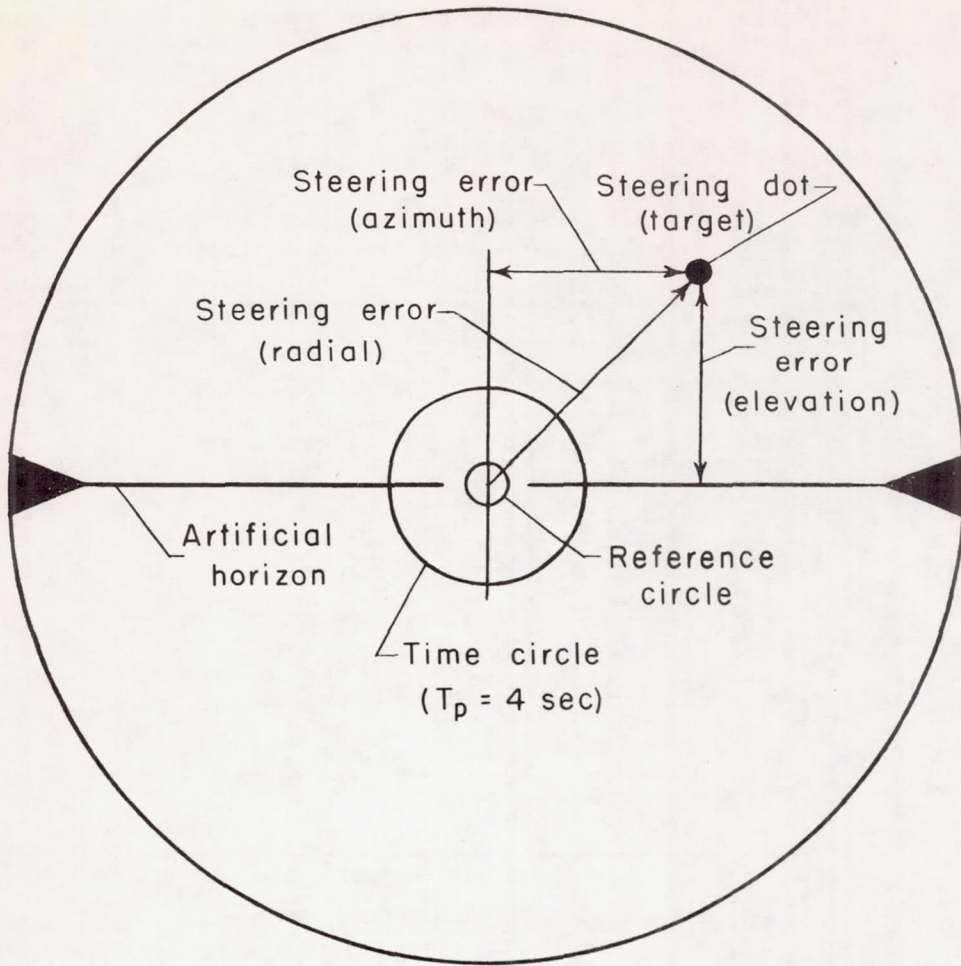 Steering error
(azimuth)
Steering dot
(target)
Steering error
(radial)
Steering
error
(elevation)
Artificial
horizon
Reference
circle
Time circle
(Tp = 4 sec)